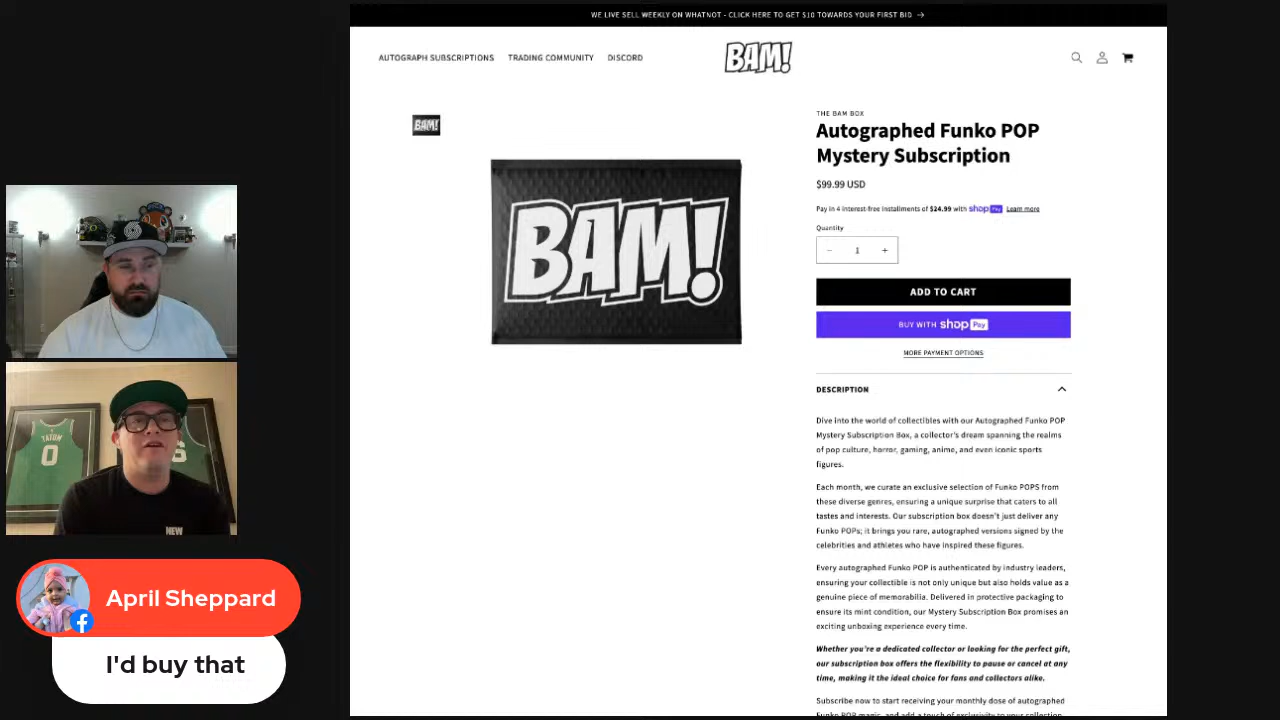 WE LIVE SELL WEEKLY ON WHATNOT - CLICK HERE TO GET $10 TOWARDS YOUR FIRST BID →
AUTOGRAPH SUBSCRIPTIONS TRADING COMMUNITY DISCORD
BAM!
BAM!
BAM!
THE BAM BOX
Autographed Funko POP
Mystery Subscription
$99.99 USD
Pay in 4 interest-free installments of $24.99 with shop Pay Learn more
Quantity
− 1 +
ADD TO CART
BUY WITH shop Pay
MORE PAYMENT OPTIONS
DESCRIPTION
Dive into the world of collectibles with our Autographed Funko POP
Mystery Subscription Box, a collector's dream spanning the realms
of pop culture, horror, gaming, anime, and even iconic sports
figures.
Each month, we curate an exclusive selection of Funko POPS from
these diverse genres, ensuring a unique surprise that caters to all
tastes and interests. Our subscription box doesn't just deliver any
Funko POPs; it brings you rare, autographed versions signed by the
celebrities and athletes who have inspired these figures.
Every autographed Funko POP is authenticated by industry leaders,
ensuring your collectible is not only unique but also holds value as a
genuine piece of memorabilia. Delivered in protective packaging to
ensure its mint condition, our Mystery Subscription Box promises an
exciting unboxing experience every time.
Whether you're a dedicated collector or looking for the perfect gift,
our subscription box offers the flexibility to pause or cancel at any
time, making it the ideal choice for fans and collectors alike.
Subscribe now to start receiving your monthly dose of autographed
Funko POP magic, and add a touch of exclusivity to your collection
TATUM
0
NEW
April Sheppard
I'd buy that